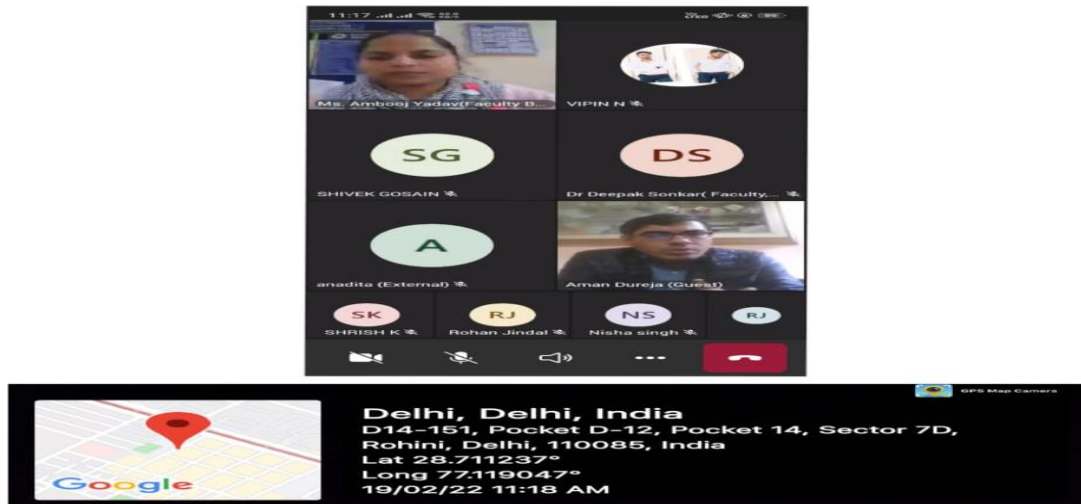 11:17
Ms. Ambooj Yadav(Faculty B...
VIPIN N
SG
SHIVEK GOSAIN
DS
Dr Deepak Sonkar( Faculty,...
A
anadita (External)
Aman Dureja (Guest)
SK
SHRISH K
RJ
Rohan Jindal
NS
Nisha singh
RJ
GPS Map Camera
Google
Delhi, Delhi, India
D14-151, Pocket D-12, Pocket 14, Sector 7D,
Rohini, Delhi, 110085, India
Lat 28.711237°
Long 77.119047°
19/02/22 11:18 AM